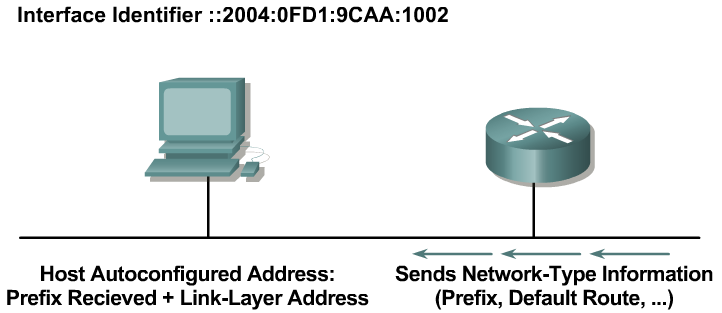 Interface Identifier ::2004:0FD1:9CAA:1002
Host Autoconfigured Address:
Prefix Recieved + Link-Layer Address
Sends Network-Type Information
(Prefix, Default Route, ...)